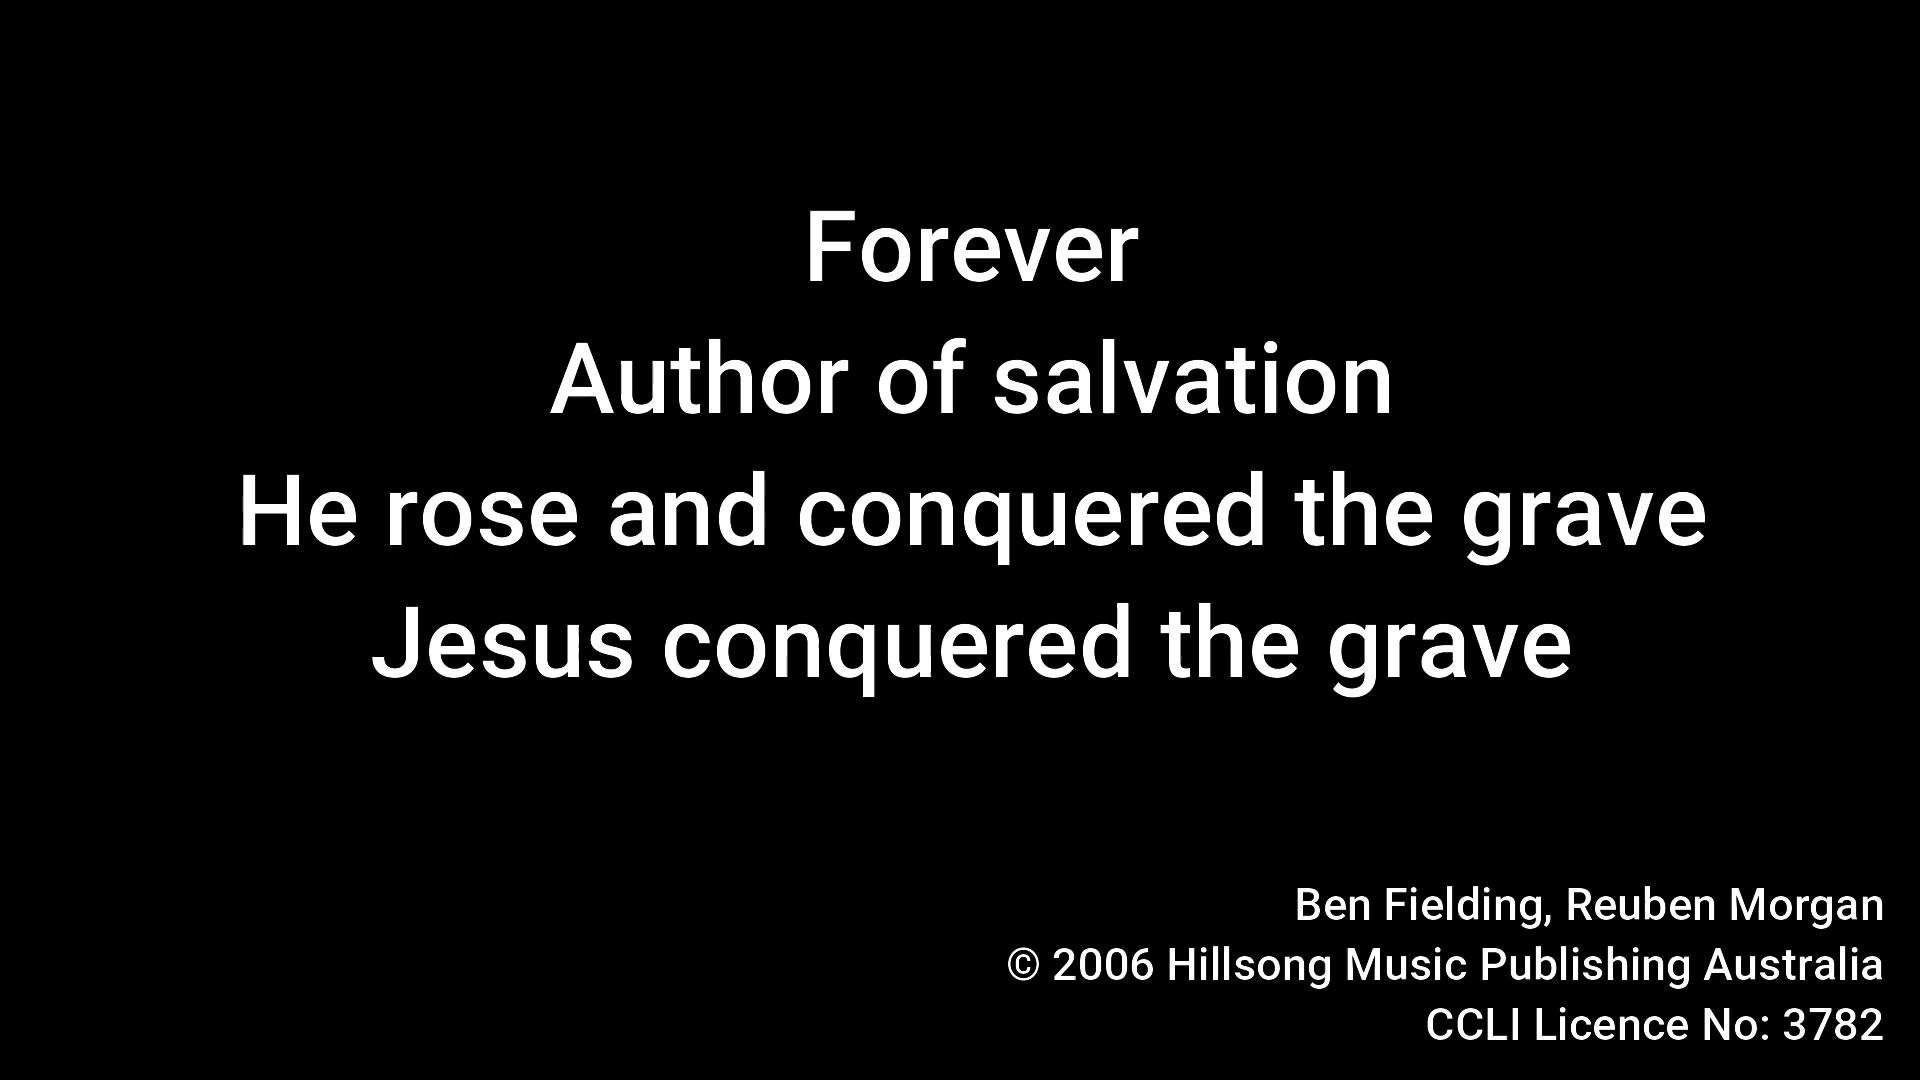 Forever
Author of salvation
He rose and conquered the grave
Jesus conquered the grave
Ben Fielding, Reuben Morgan
© 2006 Hillsong Music Publishing Australia
CCLI Licence No: 3782